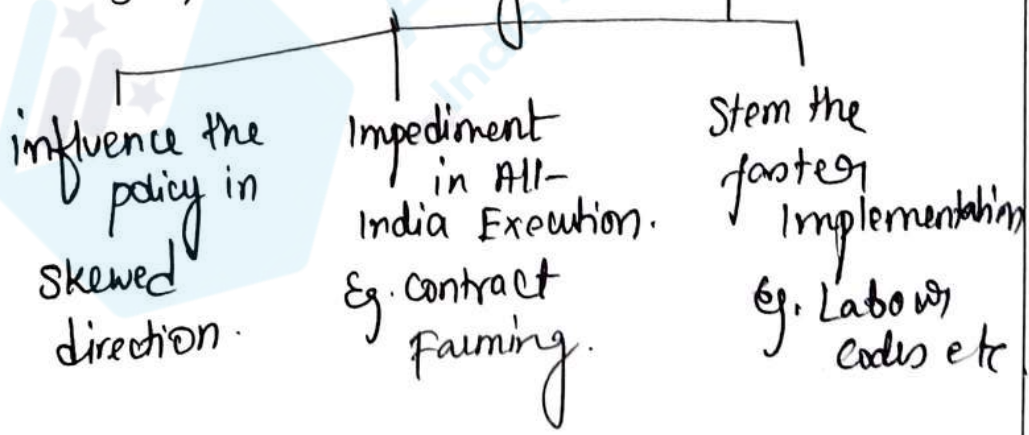 influence the
policy in
skewed
direction.
Impediment
in All-
India Execution.
Eg. Contract
Farming.
Stem the
faster
Implementation
Eg. Labour
Codes etc